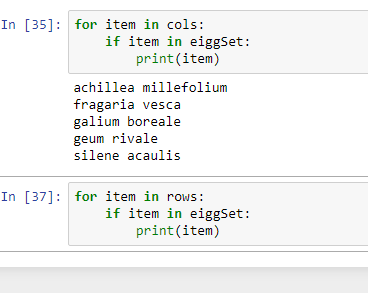 In [35]: for item in cols:
    if item in eiggSet:
        print(item)
achillea millefolium
fragaria vesca
galium boreale
geum rivale
silene acaulis
In [37]: for item in rows:
    if item in eiggSet:
        print(item)